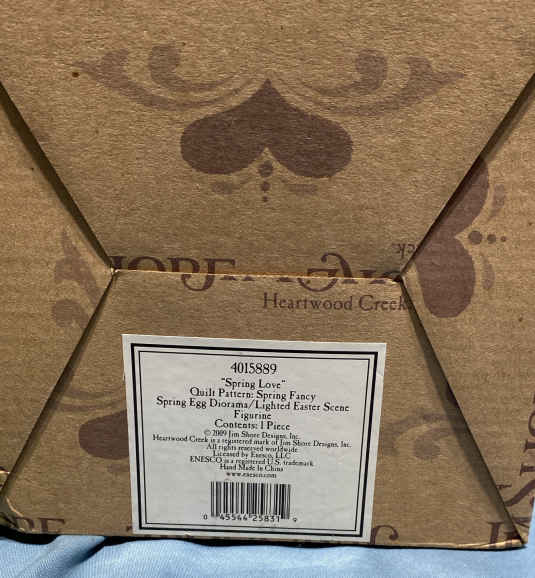 Heartwood Creek
4015889
"Spring Love"
Quilt Pattern: Spring Fancy
Spring Egg Diorama/Lighted Easter Scene
Figurine
Contents: 1 Piece
© 2009 Jim Shore Designs, Inc.
Heartwood Creek is a registered mark of Jim Shore Designs, Inc.
All rights reserved worldwide
Licensed by Enesco, LLC
ENESCO is a registered U.S. trademark
Hand Made In China
www.enesco.com
0 45544 25831 9